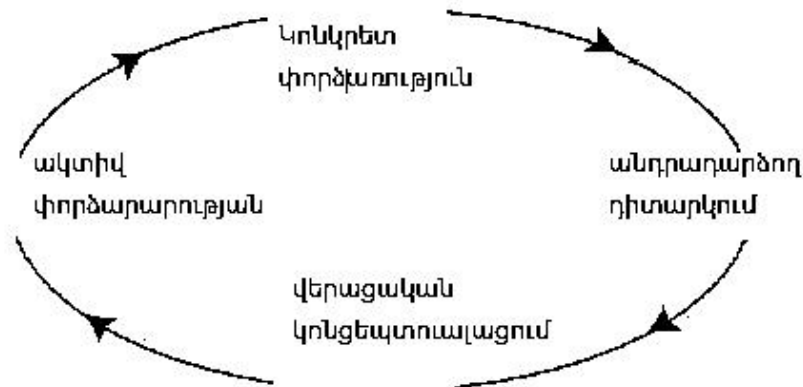 Կոնկրետ
փորձառություն
ակտիվ
փորձարարության
անդրադարձող
դիտարկում
վերացական
կոնցեպտուալացում